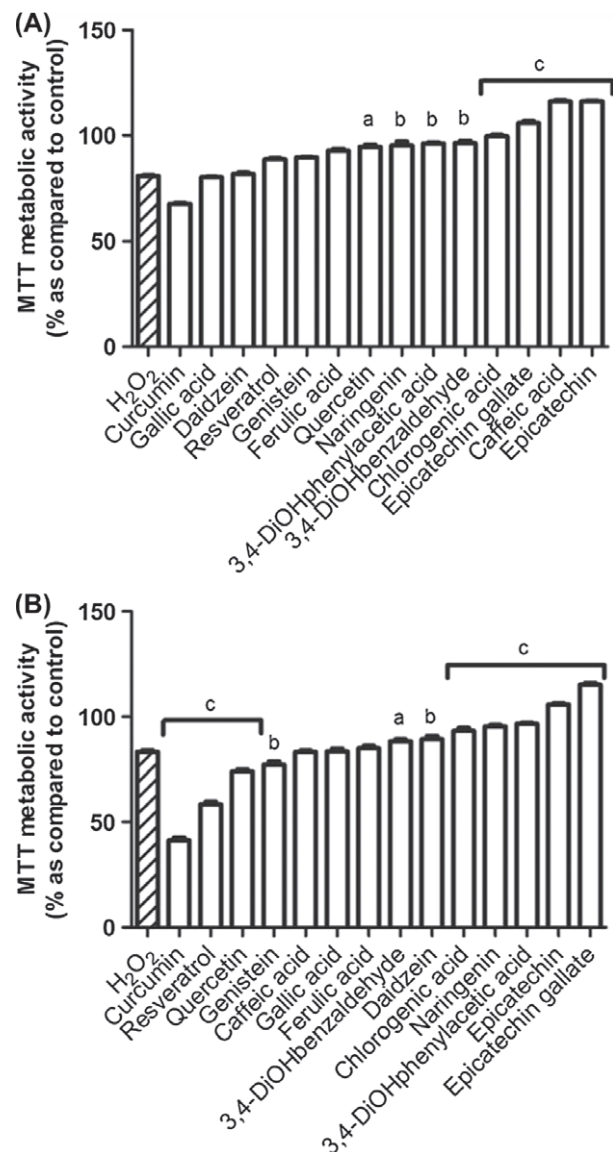 (A)
MTT metabolic activity
(% as compared to control)
150
100
50
0
c
a b b b
H₂O₂
Curcumin
Gallic acid
Daidzein
Resveratrol
Genistein
Ferulic acid
Quercetin
Naringenin
3,4-DiOHphenylacetic acid
3,4-DiOHbenzaldehyde
Chlorogenic acid
Epicatechin gallate
Caffeic acid
Epicatechin
(B)
MTT metabolic activity
(% as compared to control)
150
100
50
0
c
c
b
a b
H₂O₂
Curcumin
Resveratrol
Quercetin
Genistein
Caffeic acid
Gallic acid
Ferulic acid
3,4-DiOHbenzaldehyde
Daidzein
Chlorogenic acid
Naringenin
3,4-DiOHphenylacetic acid
Epicatechin
Epicatechin gallate